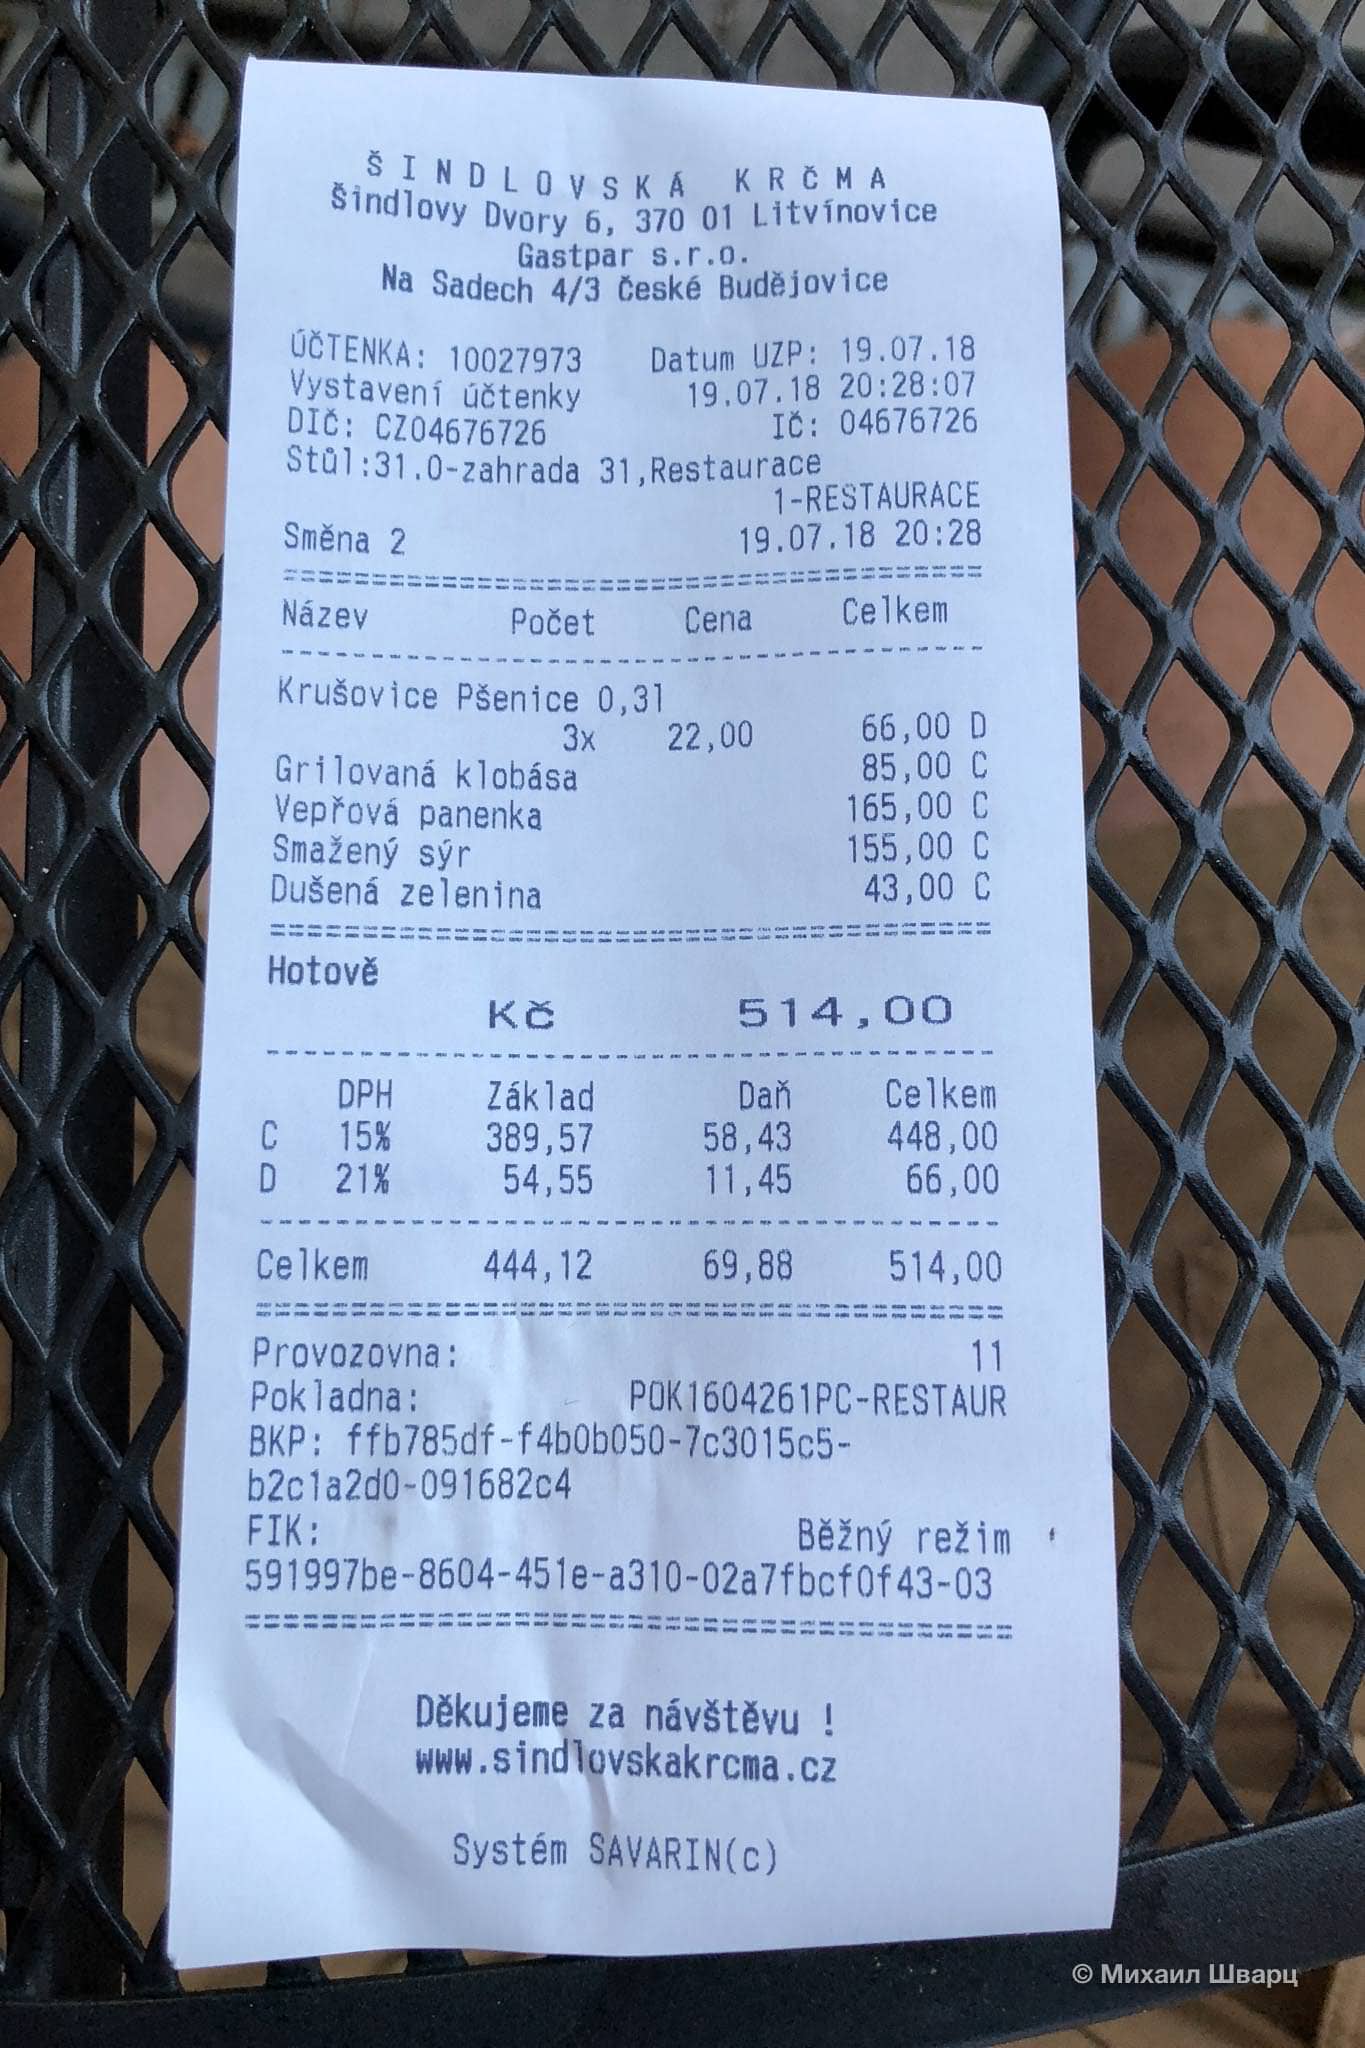 ŠINDLOVSKÁ KRČMA
Šindlovy Dvory 6, 370 01 Litvínovice
Gastpar s.r.o.
Na Sadech 4/3 České Budějovice
ÚČTENKA: 10027973 Datum UZP: 19.07.18
Vystavení účtenky 19.07.18 20:28:07
DIČ: CZ04676726 IČ: 04676726
Stůl:31.0-zahrada 31,Restaurace
1-RESTAURACE
Směna 2 19.07.18 20:28
Název Počet Cena Celkem
Krušovice Pšenice 0,3l
3x 22,00 66,00 D
Grilovaná klobása 85,00 C
Vepřová panenka 165,00 C
Smažený sýr 155,00 C
Dušená zelenina 43,00 C
Hotově
Kč 514,00
DPH Základ Daň Celkem
C 15% 389,57 58,43 448,00
D 21% 54,55 11,45 66,00
Celkem 444,12 69,88 514,00
Provozovna: 11
Pokladna: POK1604261PC-RESTAUR
BKP: ffb785df-f4b0b050-7c3015c5-
b2c1a2d0-091682c4
FIK: Běžný režim
591997be-8604-451e-a310-02a7fbcf0f43-03
Děkujeme za návštěvu !
www.sindlovskakrcma.cz
Systém SAVARIN(c)
© Михаил Шварц